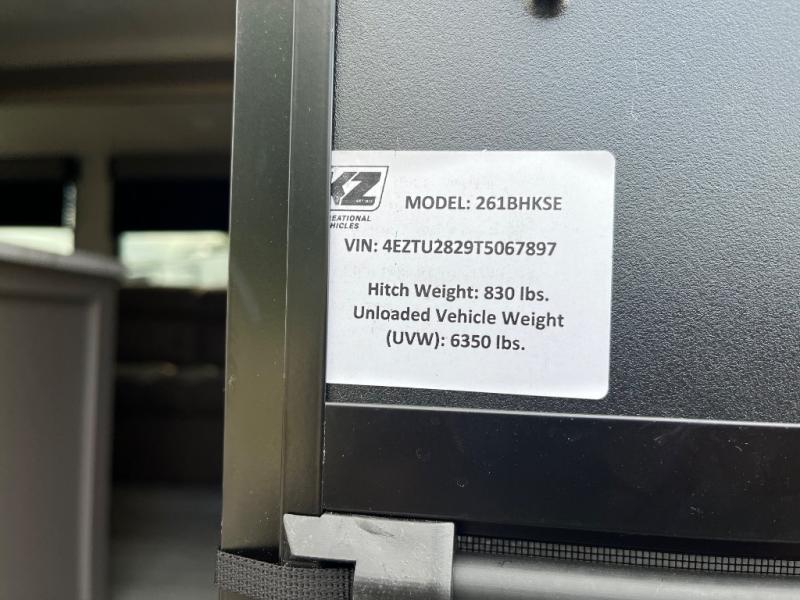 KZ
MODEL: 261BHKSE
EATIONAL
HICLES
VIN: 4EZTU2829T5067897
Hitch Weight: 830 lbs.
Unloaded Vehicle Weight
(UVW): 6350 lbs.